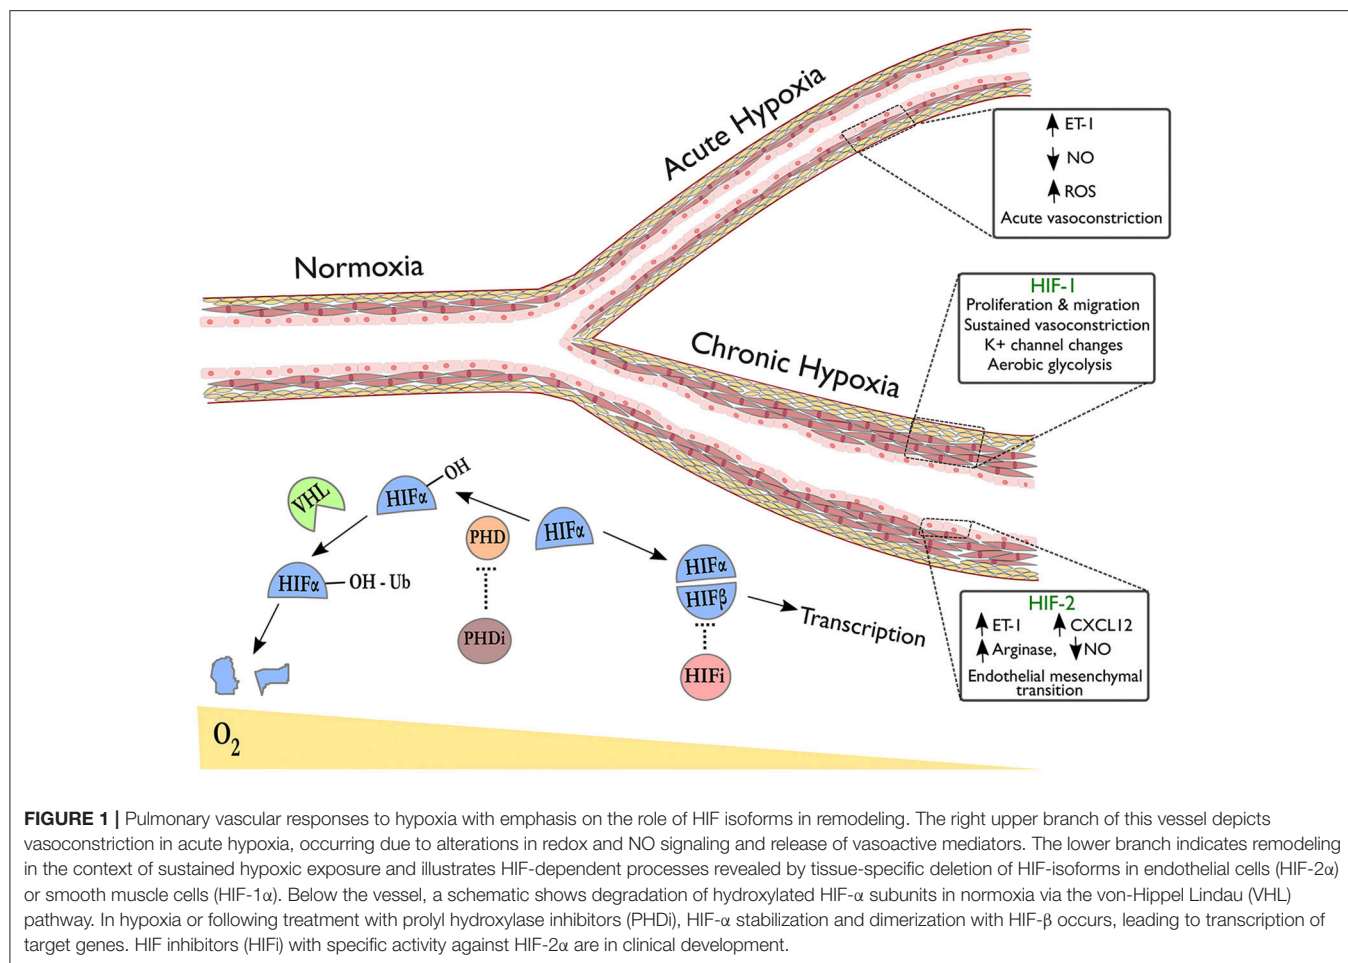 Acute Hypoxia
ET-1
NO
ROS
Acute vasoconstriction
Normoxia
HIF-1
Proliferation & migration
Sustained vasoconstriction
K+ channel changes
Aerobic glycolysis
Chronic Hypoxia
VHL
HIFα
OH
PHD
HIFα
HIFα
HIFβ
HIFα
OH - Ub
Transcription
PHDi
HIFi
HIF-2
ET-1
CXCL12
Arginase,
NO
Endothelial mesenchymal
transition
O2
FIGURE 1 | Pulmonary vascular responses to hypoxia with emphasis on the role of HIF isoforms in remodeling. The right upper branch of this vessel depicts
vasoconstriction in acute hypoxia, occurring due to alterations in redox and NO signaling and release of vasoactive mediators. The lower branch indicates remodeling
in the context of sustained hypoxic exposure and illustrates HIF-dependent processes revealed by tissue-specific deletion of HIF-isoforms in endothelial cells (HIF-2α)
or smooth muscle cells (HIF-1α). Below the vessel, a schematic shows degradation of hydroxylated HIF-α subunits in normoxia via the von-Hippel Lindau (VHL)
pathway. In hypoxia or following treatment with prolyl hydroxylase inhibitors (PHDi), HIF-α stabilization and dimerization with HIF-β occurs, leading to transcription of
target genes. HIF inhibitors (HIFi) with specific activity against HIF-2α are in clinical development.